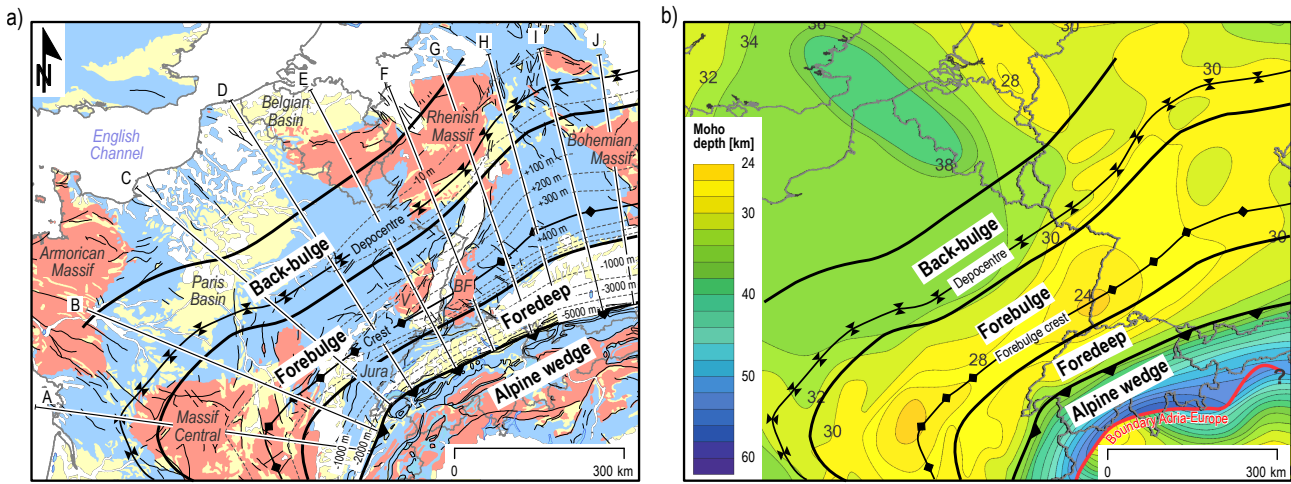 a)
N
English
Channel
Belgian
Basin
Rhenish
Massif
Bohemian
Massif
Armorican
Massif
Paris
Basin
Massif
Central
Jura
V
BF
A
B
C
D
E
F
G
H
I
J
Back-bulge
Depocentre
Forebulge
Crest
Foredeep
Alpine wedge
-10 m
+100 m
+200 m
+300 m
+400 m
-1000 m
-3000 m
-5000 m
-1000 m
-2000 m
0
300 km
b)
Moho
depth [km]
24
30
40
50
60
36
34
32
38
28
30
30
30
30
24
28
32
30
Back-bulge
Depocentre
Forebulge
Forebulge crest
Foredeep
Alpine wedge
Boundary Adria-Europe
?
0
300 km